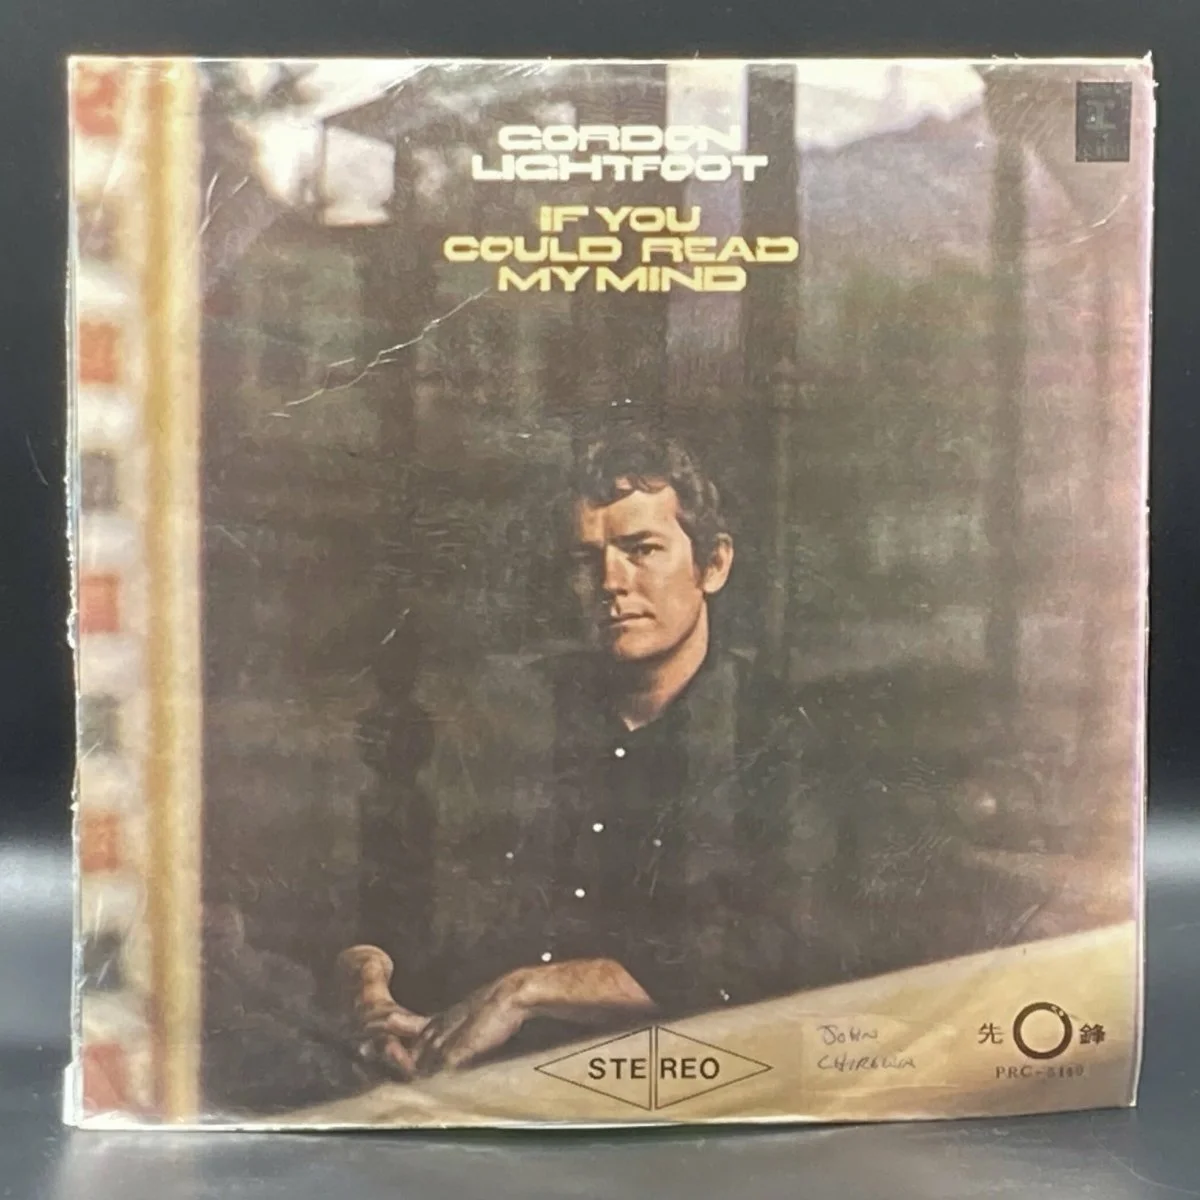 GORDON
LIGHTFOOT
IF YOU
COULD READ
MY MIND
STEREO
JOHN
先 鋒